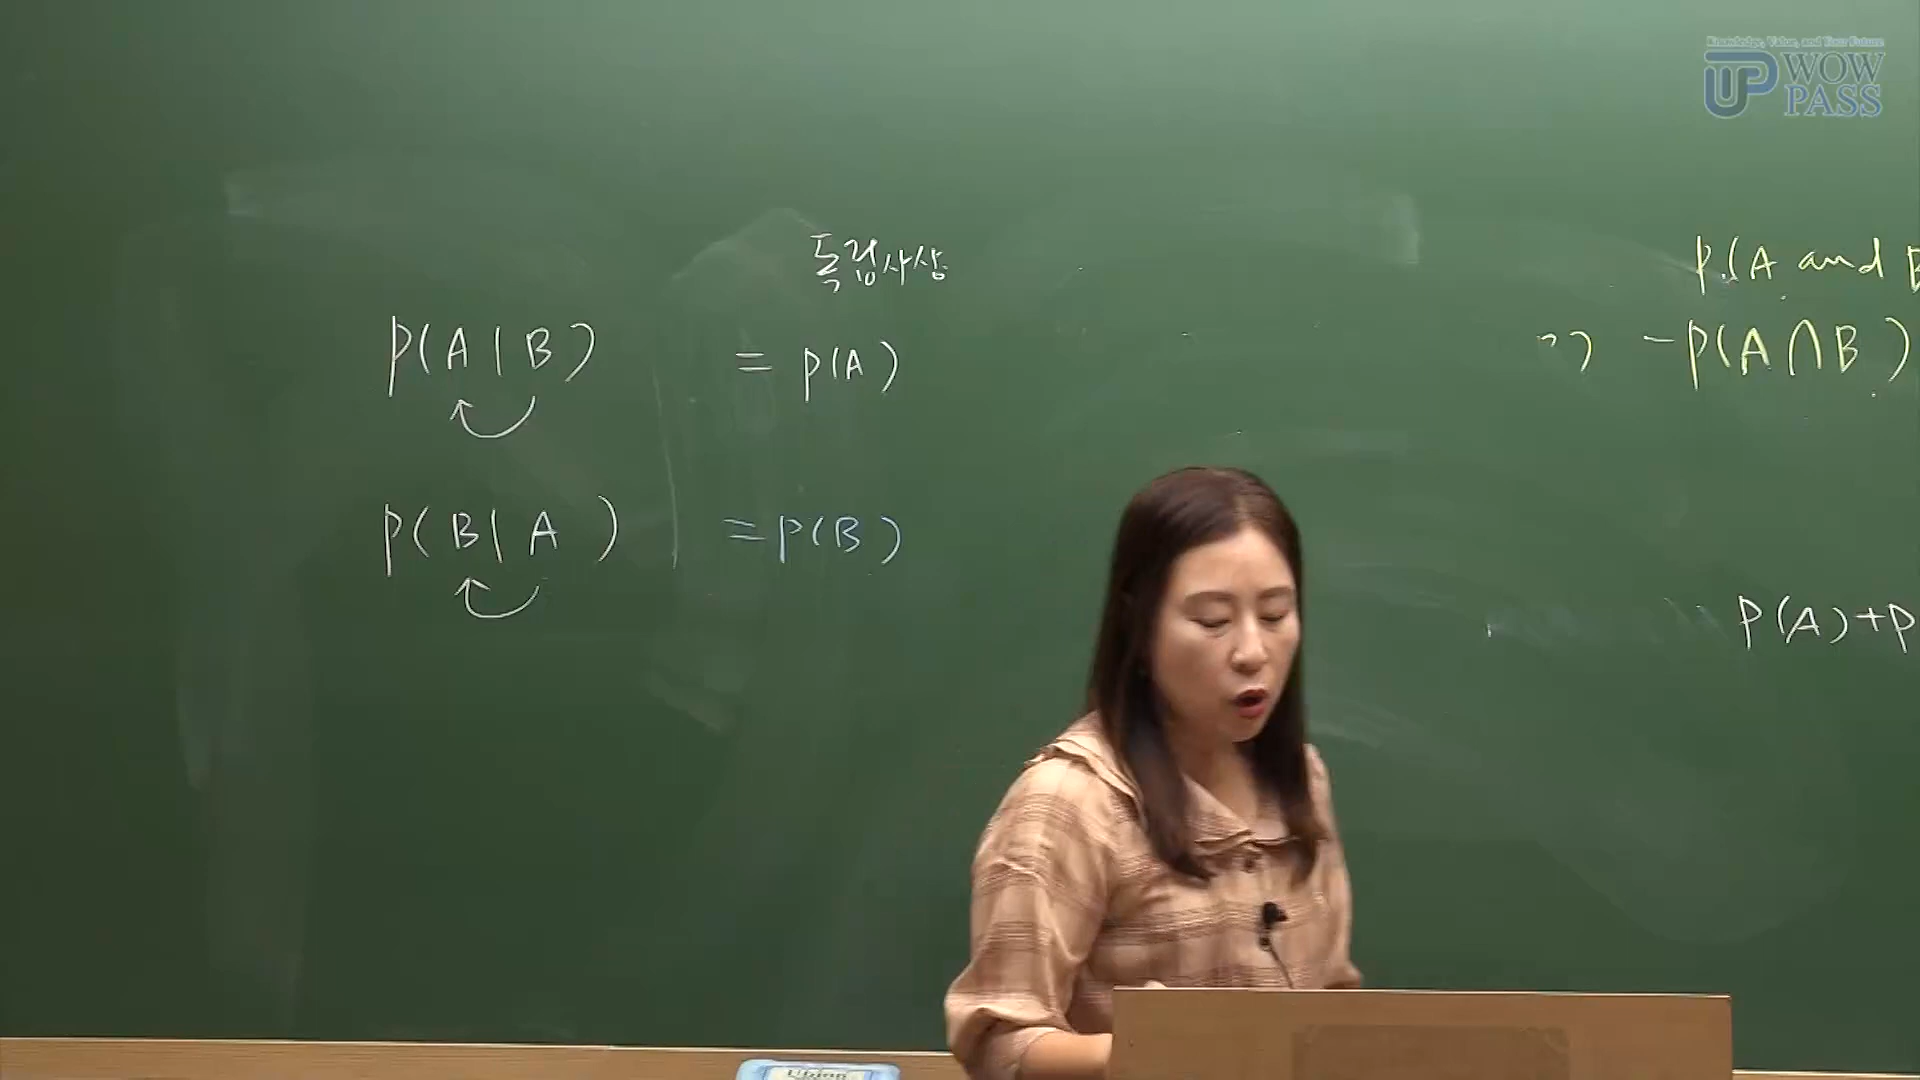 Knowledge, Value, and Your Future
UP WOW
PASS
독립사상
P(A|B) = P(A)
P(B|A) = P(B)
P(A and B
) -P(A∩B)
P(A)+P